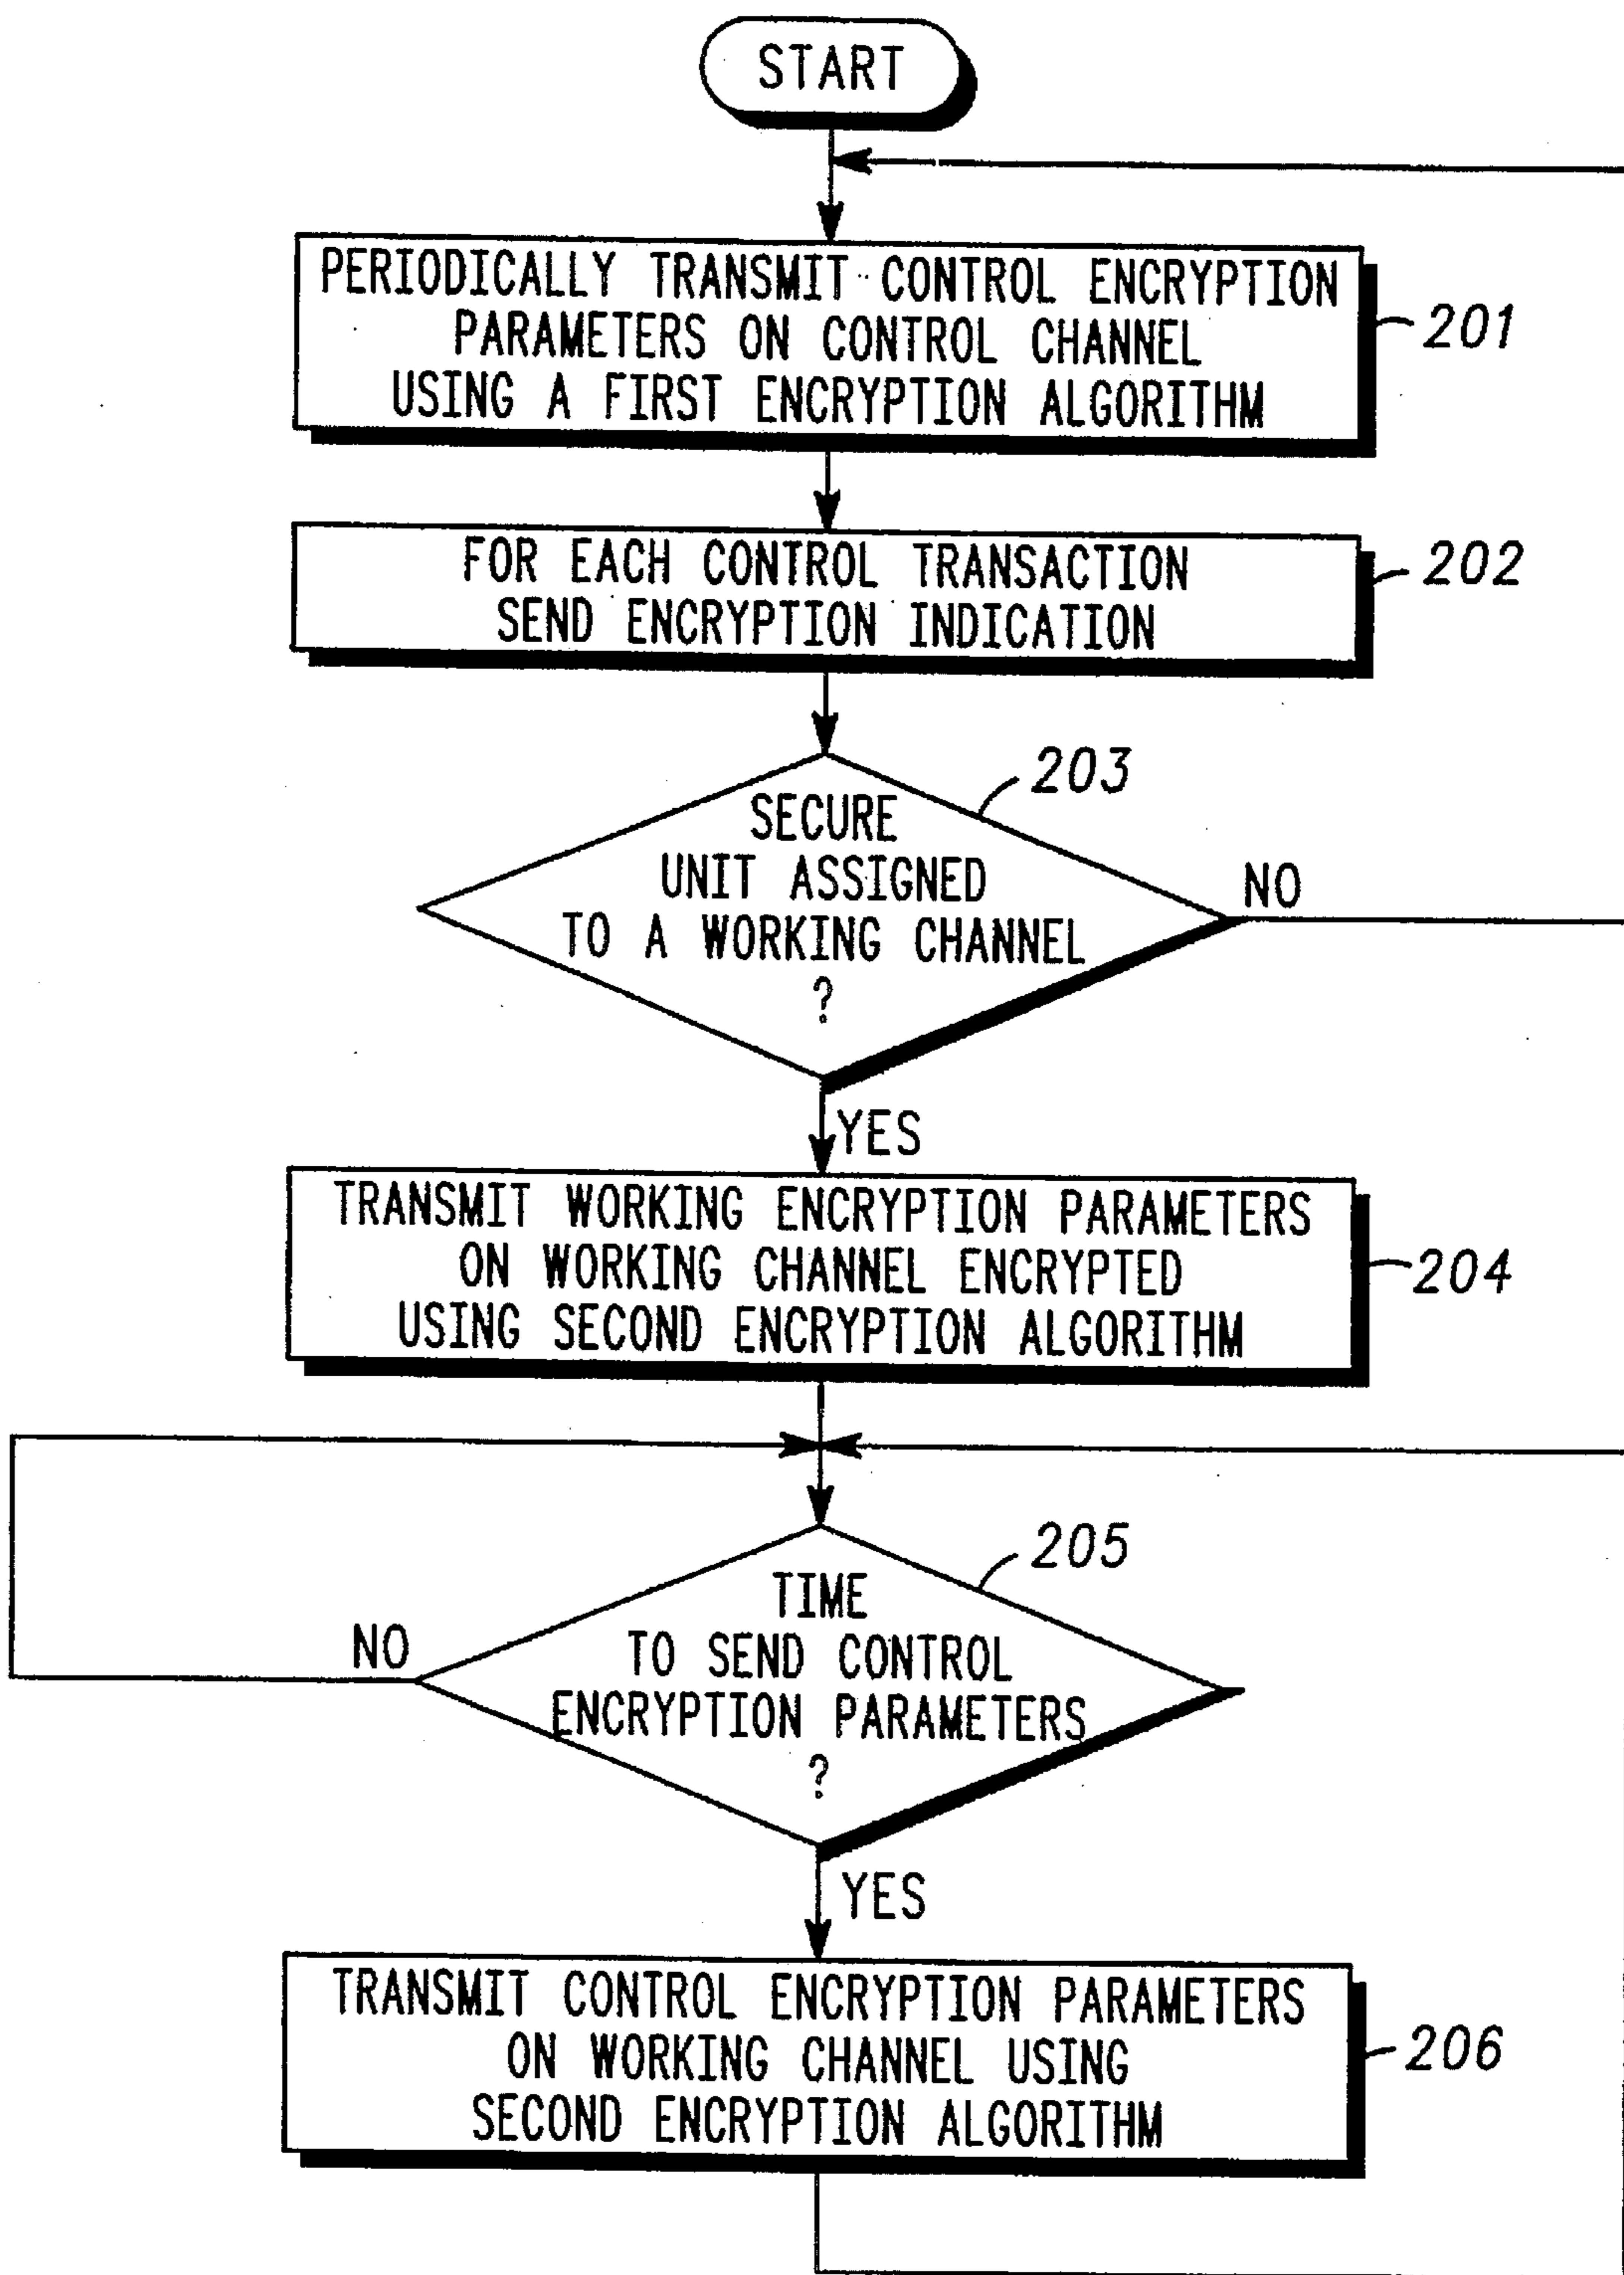 START
PERIODICALLY TRANSMIT CONTROL ENCRYPTION
PARAMETERS ON CONTROL CHANNEL
USING A FIRST ENCRYPTION ALGORITHM
201
FOR EACH CONTROL TRANSACTION
SEND ENCRYPTION INDICATION
202
203
SECURE
UNIT ASSIGNED
TO A WORKING CHANNEL
?
NO
YES
TRANSMIT WORKING ENCRYPTION PARAMETERS
ON WORKING CHANNEL ENCRYPTED
USING SECOND ENCRYPTION ALGORITHM
204
205
TIME
TO SEND CONTROL
ENCRYPTION PARAMETERS
?
NO
YES
TRANSMIT CONTROL ENCRYPTION PARAMETERS
ON WORKING CHANNEL USING
SECOND ENCRYPTION ALGORITHM
206